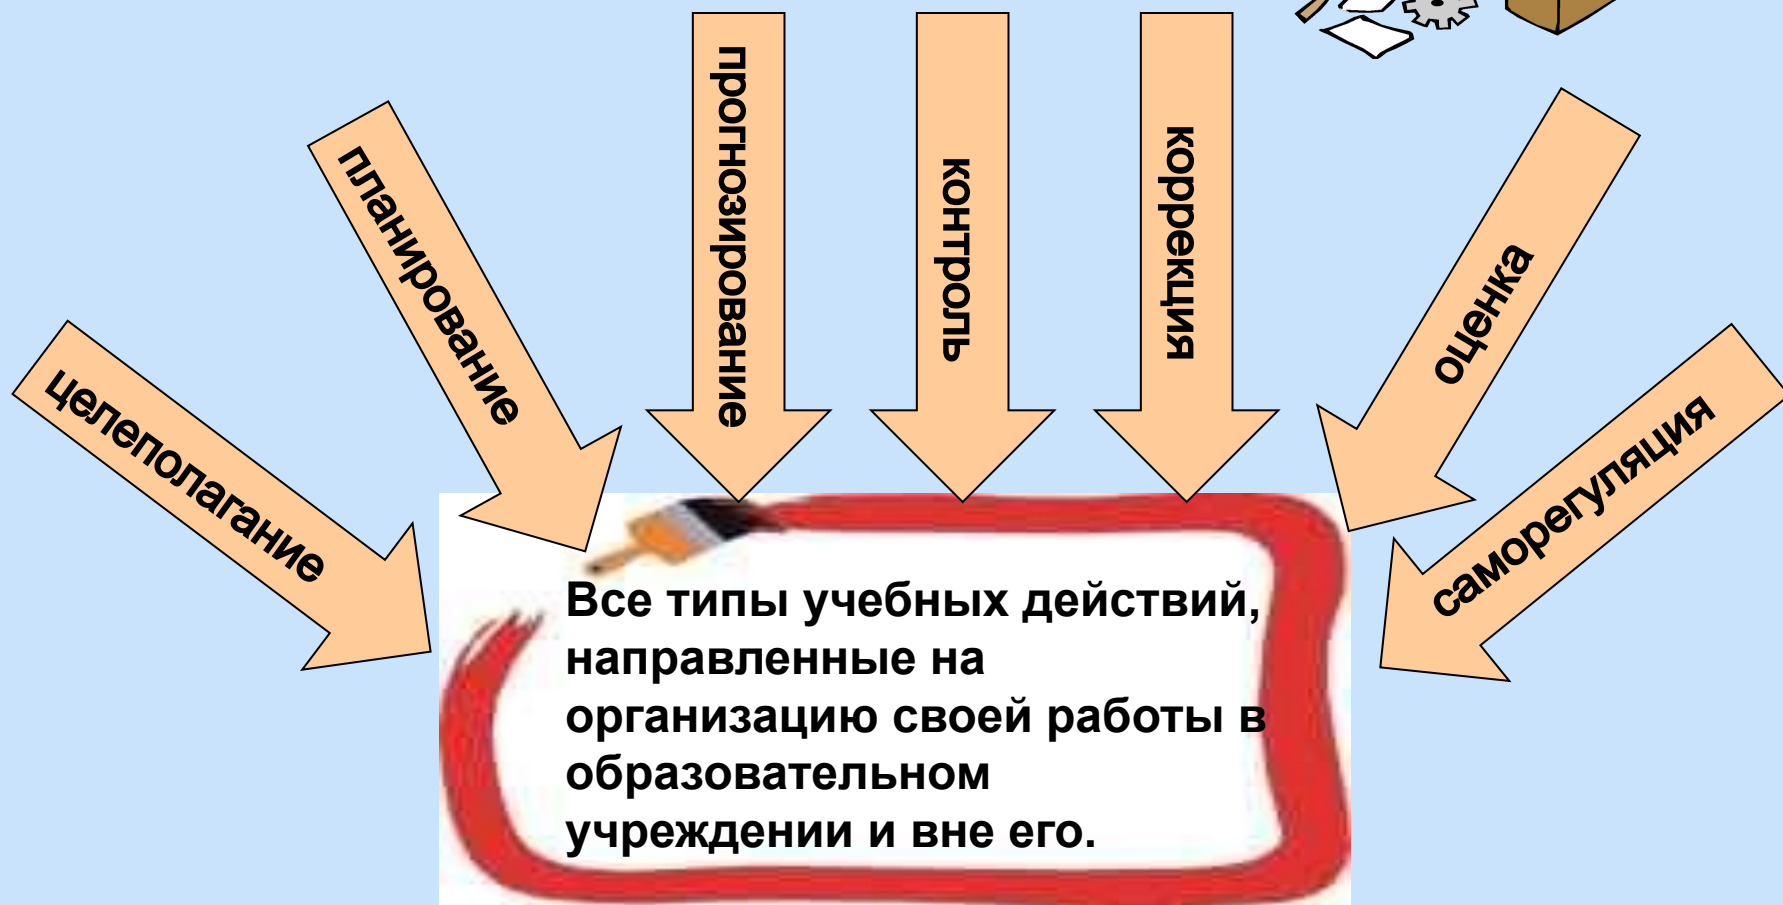 целеполагание
планирование
прогнозирование
контроль
коррекция
оценка
саморегуляция
Все типы учебных действий,
направленные на
организацию своей работы в
образовательном
учреждении и вне его.